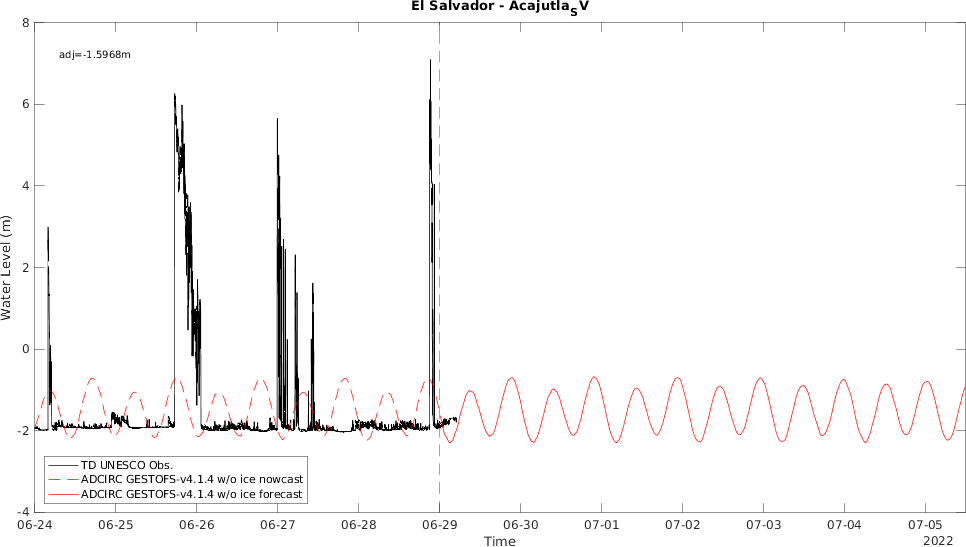 El Salvador - AcajutlaSV
adj=-1.5968m
8
6
4
2
0
-2
-4
Water Level (m)
TD UNESCO Obs.
ADCIRC GESTOFS-v4.1.4 w/o ice nowcast
ADCIRC GESTOFS-v4.1.4 w/o ice forecast
06-24 06-25 06-26 06-27 06-28 06-29 06-30 07-01 07-02 07-03 07-04 07-05
Time
2022